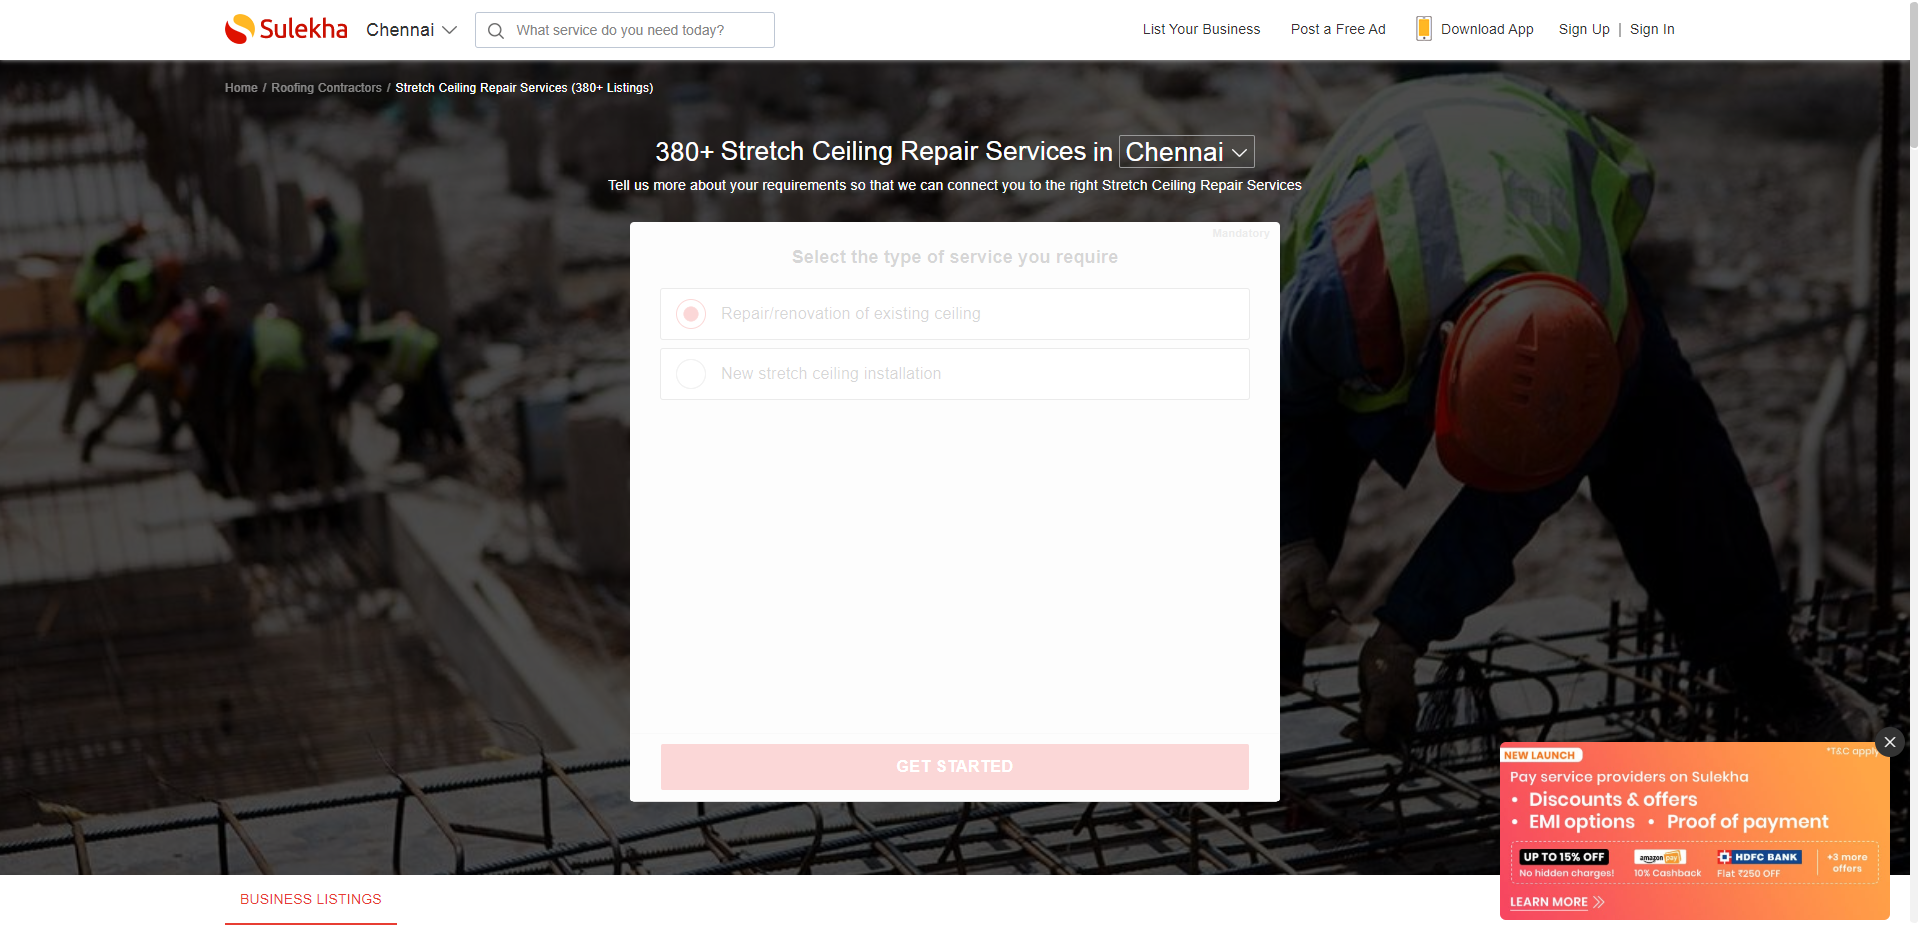 Sulekha
Chennai
What service do you need today?
List Your Business
Post a Free Ad
Download App
Sign Up | Sign In
Home / Roofing Contractors / Stretch Ceiling Repair Services (380+ Listings)
380+ Stretch Ceiling Repair Services in Chennai
Tell us more about your requirements so that we can connect you to the right Stretch Ceiling Repair Services
Mandatory
Select the type of service you require
Repair/renovation of existing ceiling
New stretch ceiling installation
GET STARTED
*T&C apply
NEW LAUNCH
Pay service providers on Sulekha
• Discounts & offers
• EMI options • Proof of payment
UP TO 15% OFF
No hidden charges!
amazon pay
10% Cashback
HDFC BANK
Flat ₹250 OFF
+3 more
offers
LEARN MORE
BUSINESS LISTINGS